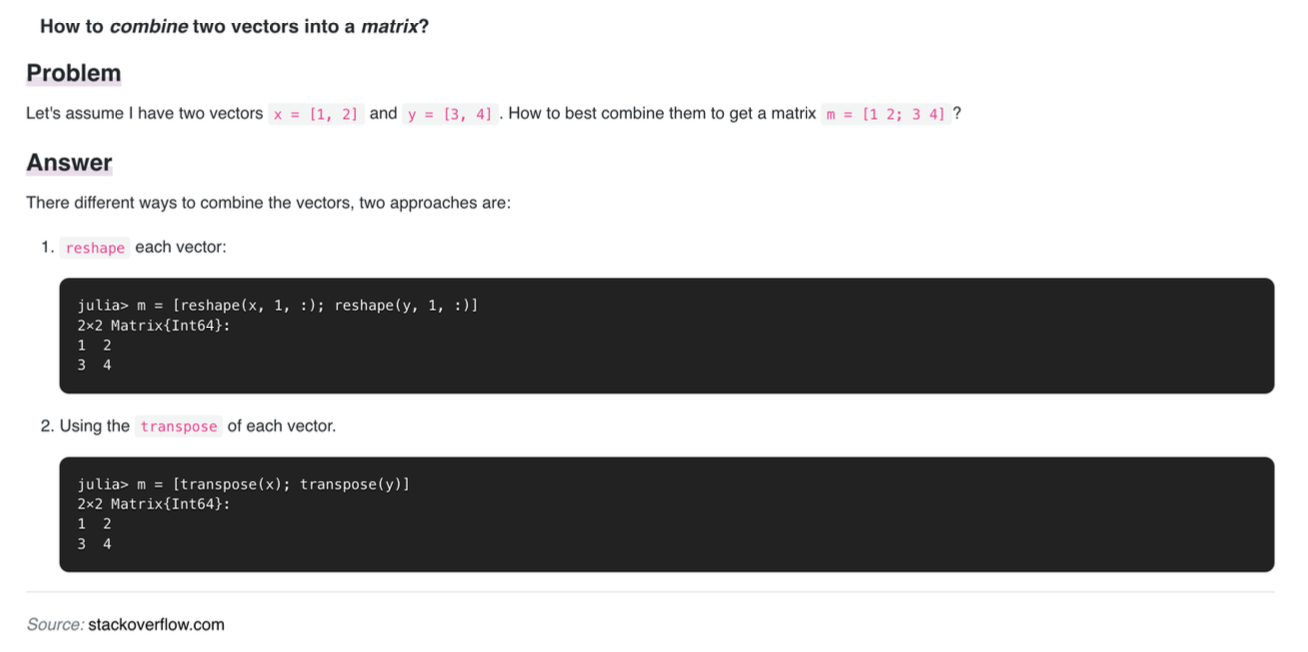 How to combine two vectors into a matrix?
Problem
Let's assume I have two vectors x = [1, 2] and y = [3, 4] . How to best combine them to get a matrix m = [1 2; 3 4] ?
Answer
There different ways to combine the vectors, two approaches are:
1. reshape each vector:
julia> m = [reshape(x, 1, :); reshape(y, 1, :)]
2×2 Matrix{Int64}:
1  2
3  4
2. Using the transpose of each vector.
julia> m = [transpose(x); transpose(y)]
2×2 Matrix{Int64}:
1  2
3  4
Source: stackoverflow.com